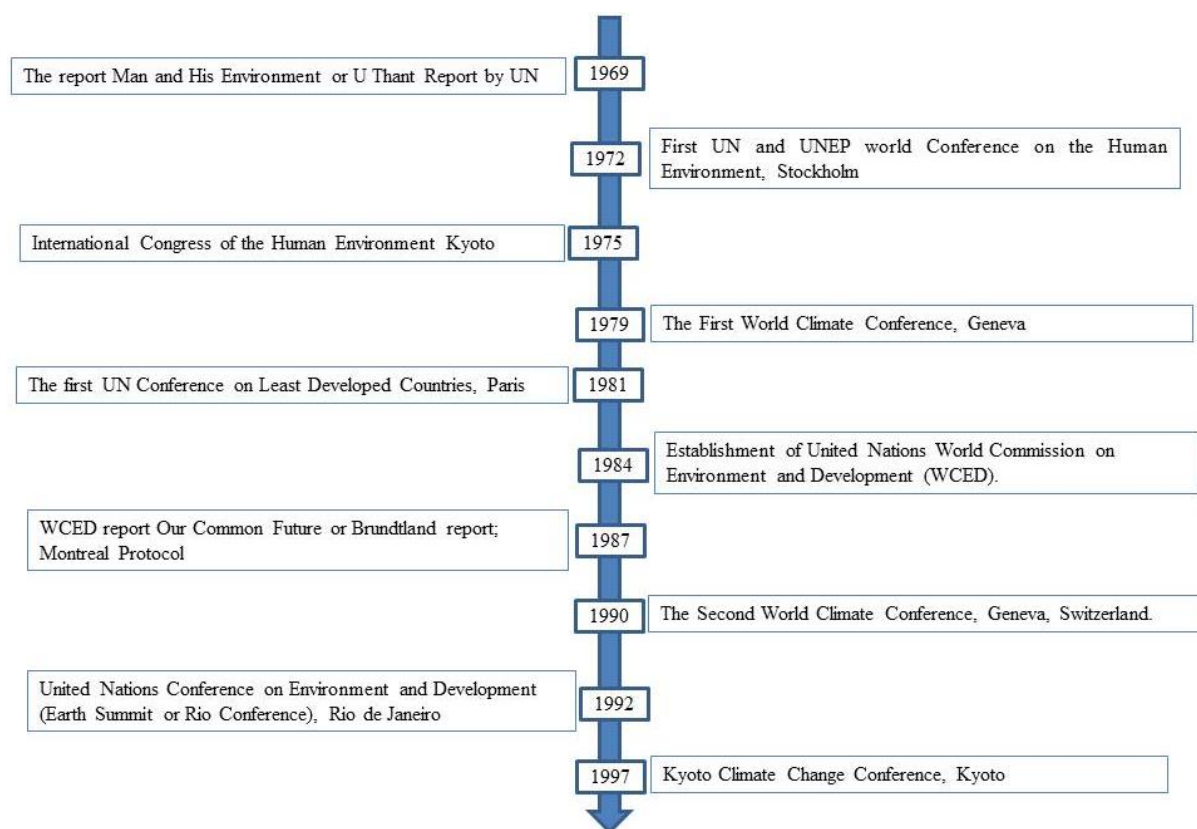 The report Man and His Environment or U Thant Report by UN
1969
1972
First UN and UNEP world Conference on the Human
Environment, Stockholm
International Congress of the Human Environment Kyoto
1975
1979
The First World Climate Conference, Geneva
The first UN Conference on Least Developed Countries, Paris
1981
1984
Establishment of United Nations World Commission on
Environment and Development (WCED).
WCED report Our Common Future or Brundtland report;
Montreal Protocol
1987
1990
The Second World Climate Conference, Geneva, Switzerland.
United Nations Conference on Environment and Development
(Earth Summit or Rio Conference), Rio de Janeiro
1992
1997
Kyoto Climate Change Conference, Kyoto